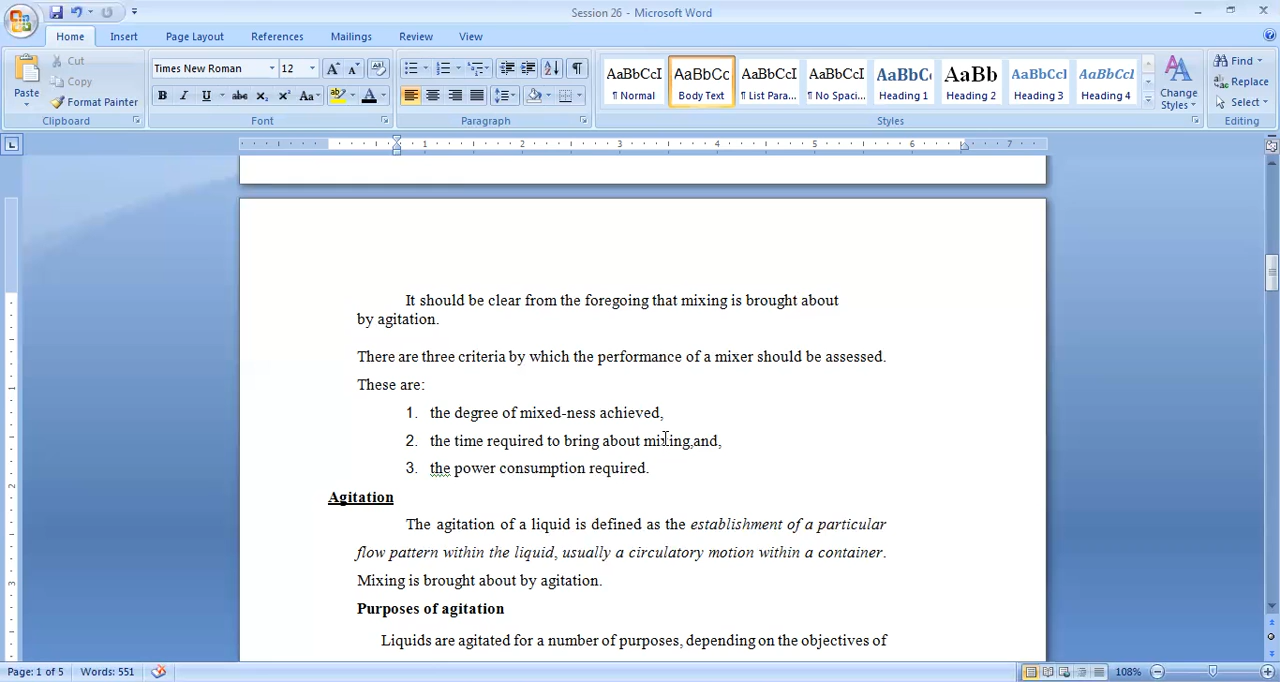 Session 26 - Microsoft Word
Home Insert Page Layout References Mailings Review View
Paste
Cut
Copy
Format Painter
Clipboard
Times New Roman 12
Font
Paragraph
AaBbCcI AaBbCc AaBbCcI AaBbCcI AaBbC AaBb AaBbCcI AaBbCcl
¶ Normal Body Text ¶ List Para... ¶ No Spaci... Heading 1 Heading 2 Heading 3 Heading 4
Styles
Change
Styles
Find
Replace
Select
Editing
1 2 3 4 5 6 7
It should be clear from the foregoing that mixing is brought about
by agitation.
There are three criteria by which the performance of a mixer should be assessed.
These are:
1. the degree of mixed-ness achieved,
2. the time required to bring about mixing,and,
3. the power consumption required.
Agitation
The agitation of a liquid is defined as the establishment of a particular
flow pattern within the liquid, usually a circulatory motion within a container.
Mixing is brought about by agitation.
Purposes of agitation
Liquids are agitated for a number of purposes, depending on the objectives of
Page: 1 of 5 Words: 551 108%